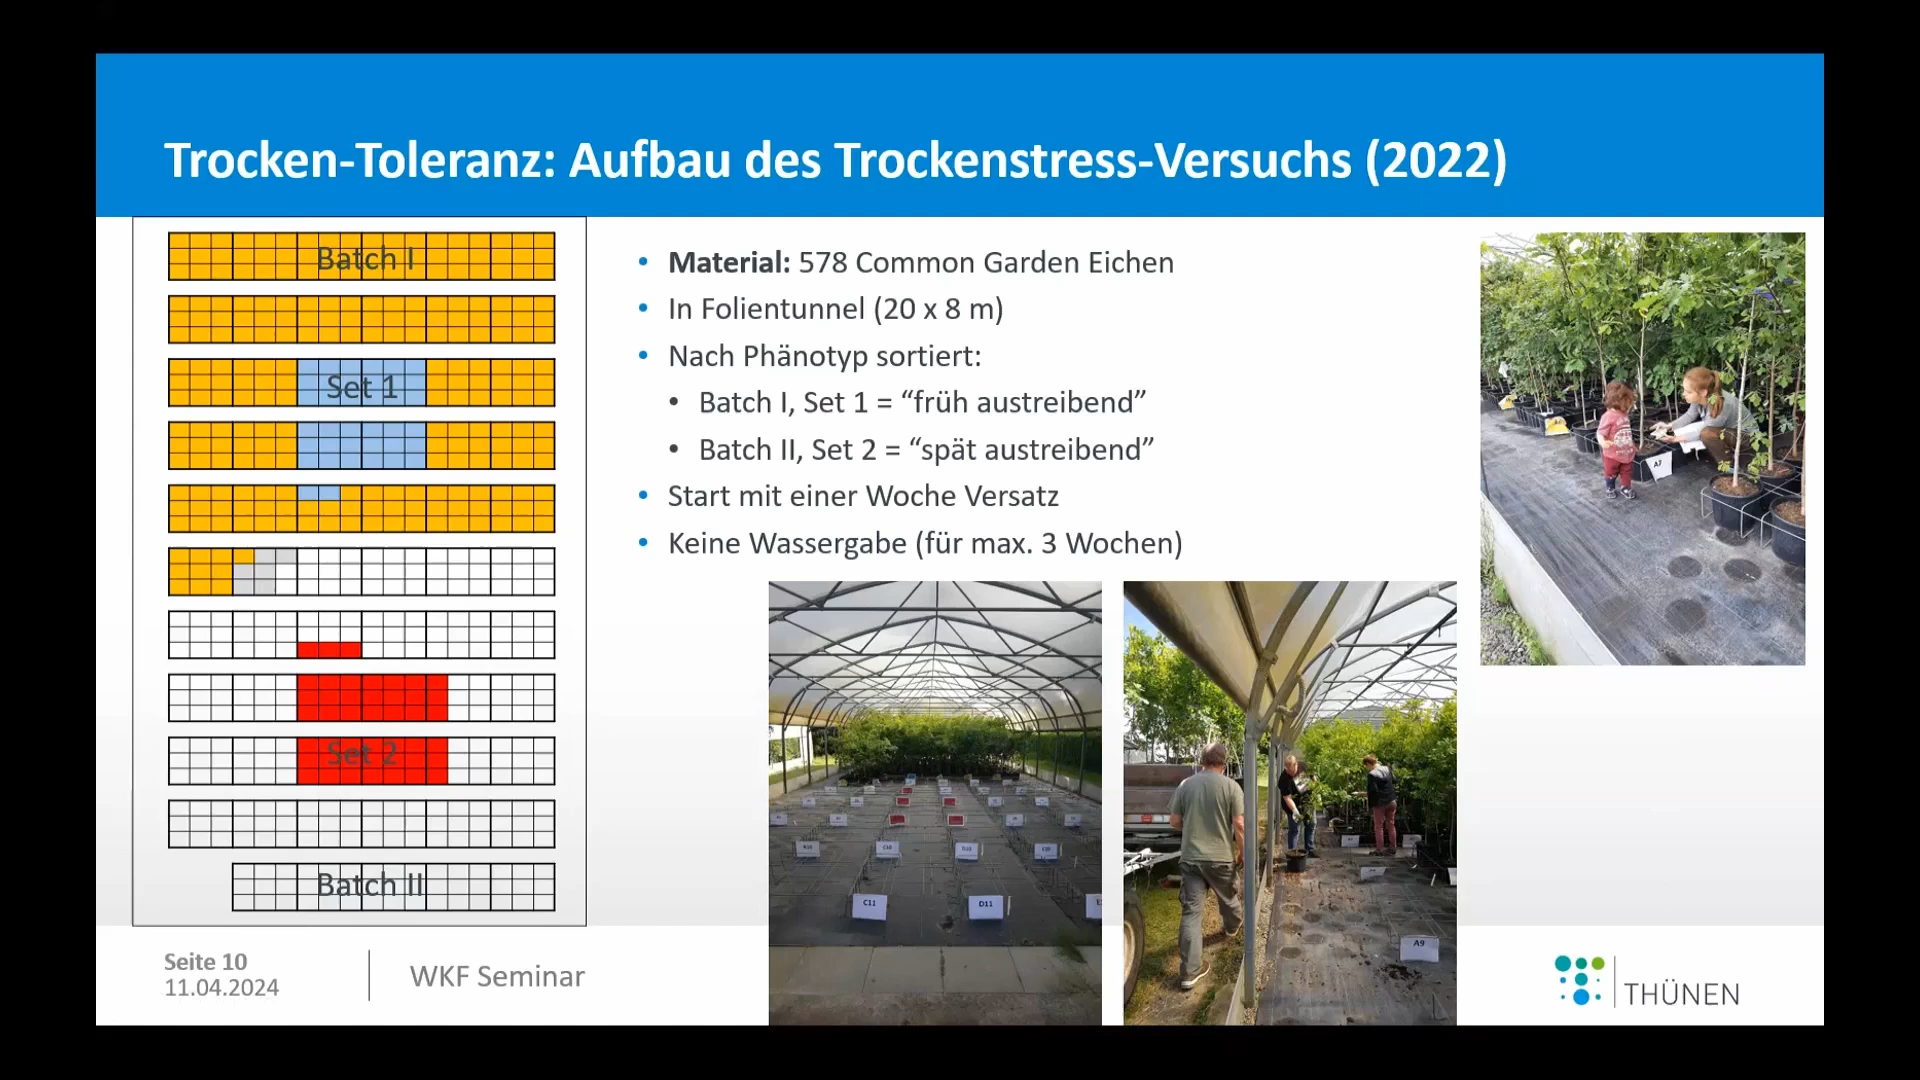 Trocken-Toleranz: Aufbau des Trockenstress-Versuchs (2022)
Batch I
Set 1
Set 2
Batch II
• Material: 578 Common Garden Eichen
• In Folientunnel (20 x 8 m)
• Nach Phänotyp sortiert:
• Batch I, Set 1 = “früh austreibend”
• Batch II, Set 2 = “spät austreibend”
• Start mit einer Woche Versatz
• Keine Wassergabe (für max. 3 Wochen)
A7
C11
D11
A9
Seite 10
11.04.2024
WKF Seminar
THÜNEN